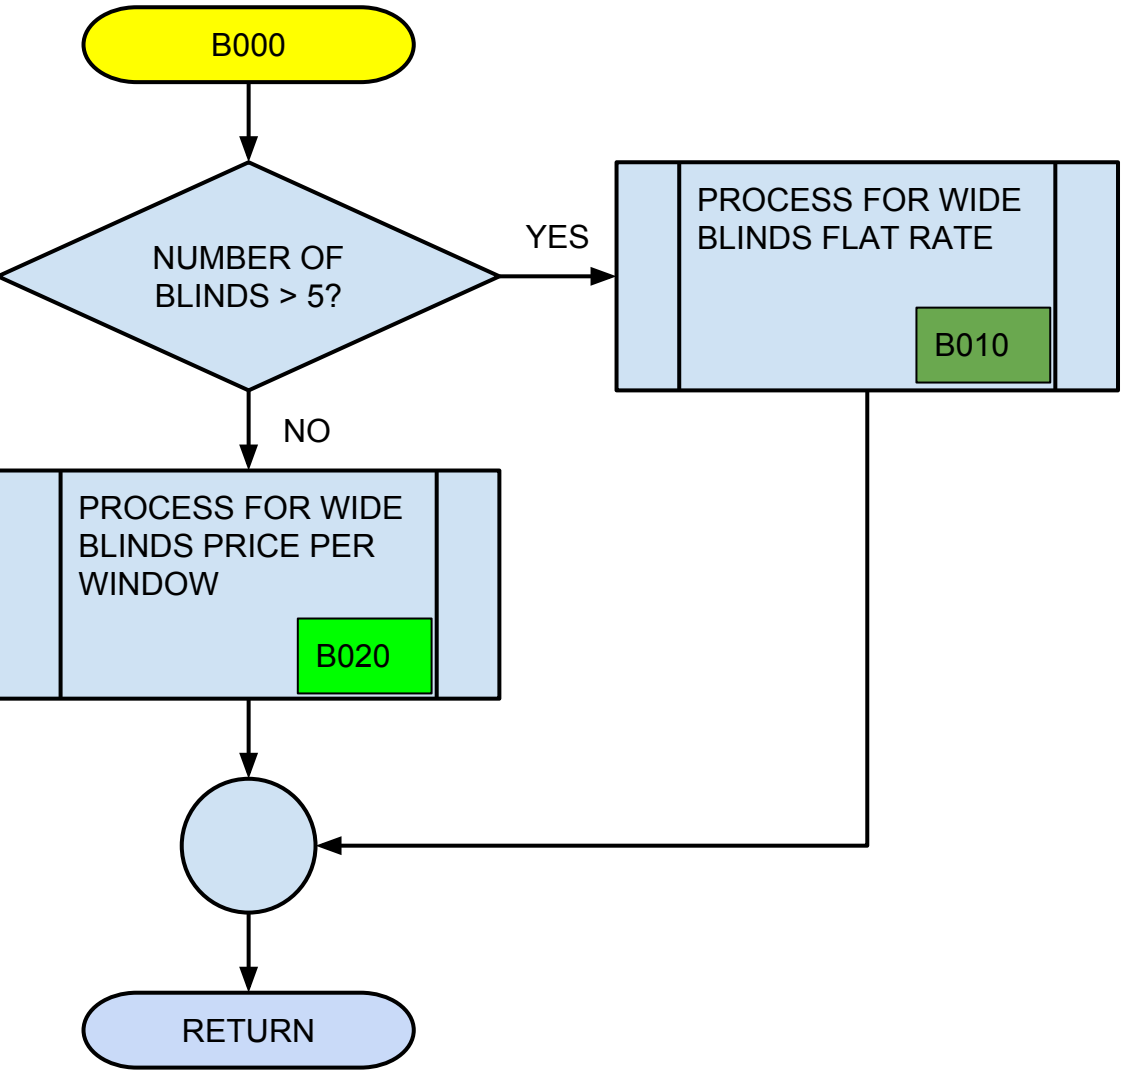 B000
NUMBER OF
BLINDS > 5?
YES
PROCESS FOR WIDE
BLINDS FLAT RATE
B010
NO
PROCESS FOR WIDE
BLINDS PRICE PER
WINDOW
B020
RETURN